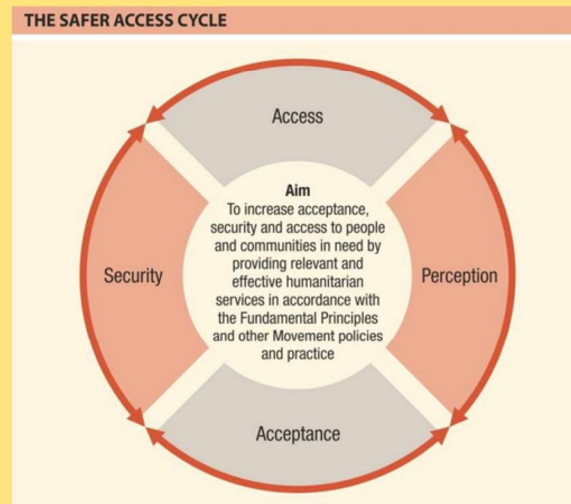 THE SAFER ACCESS CYCLE
Access
Security
Aim
To increase acceptance,
security and access to people
and communities in need by
providing relevant and
effective humanitarian
services in accordance with
the Fundamental Principles
and other Movement policies
and practice
Perception
Acceptance